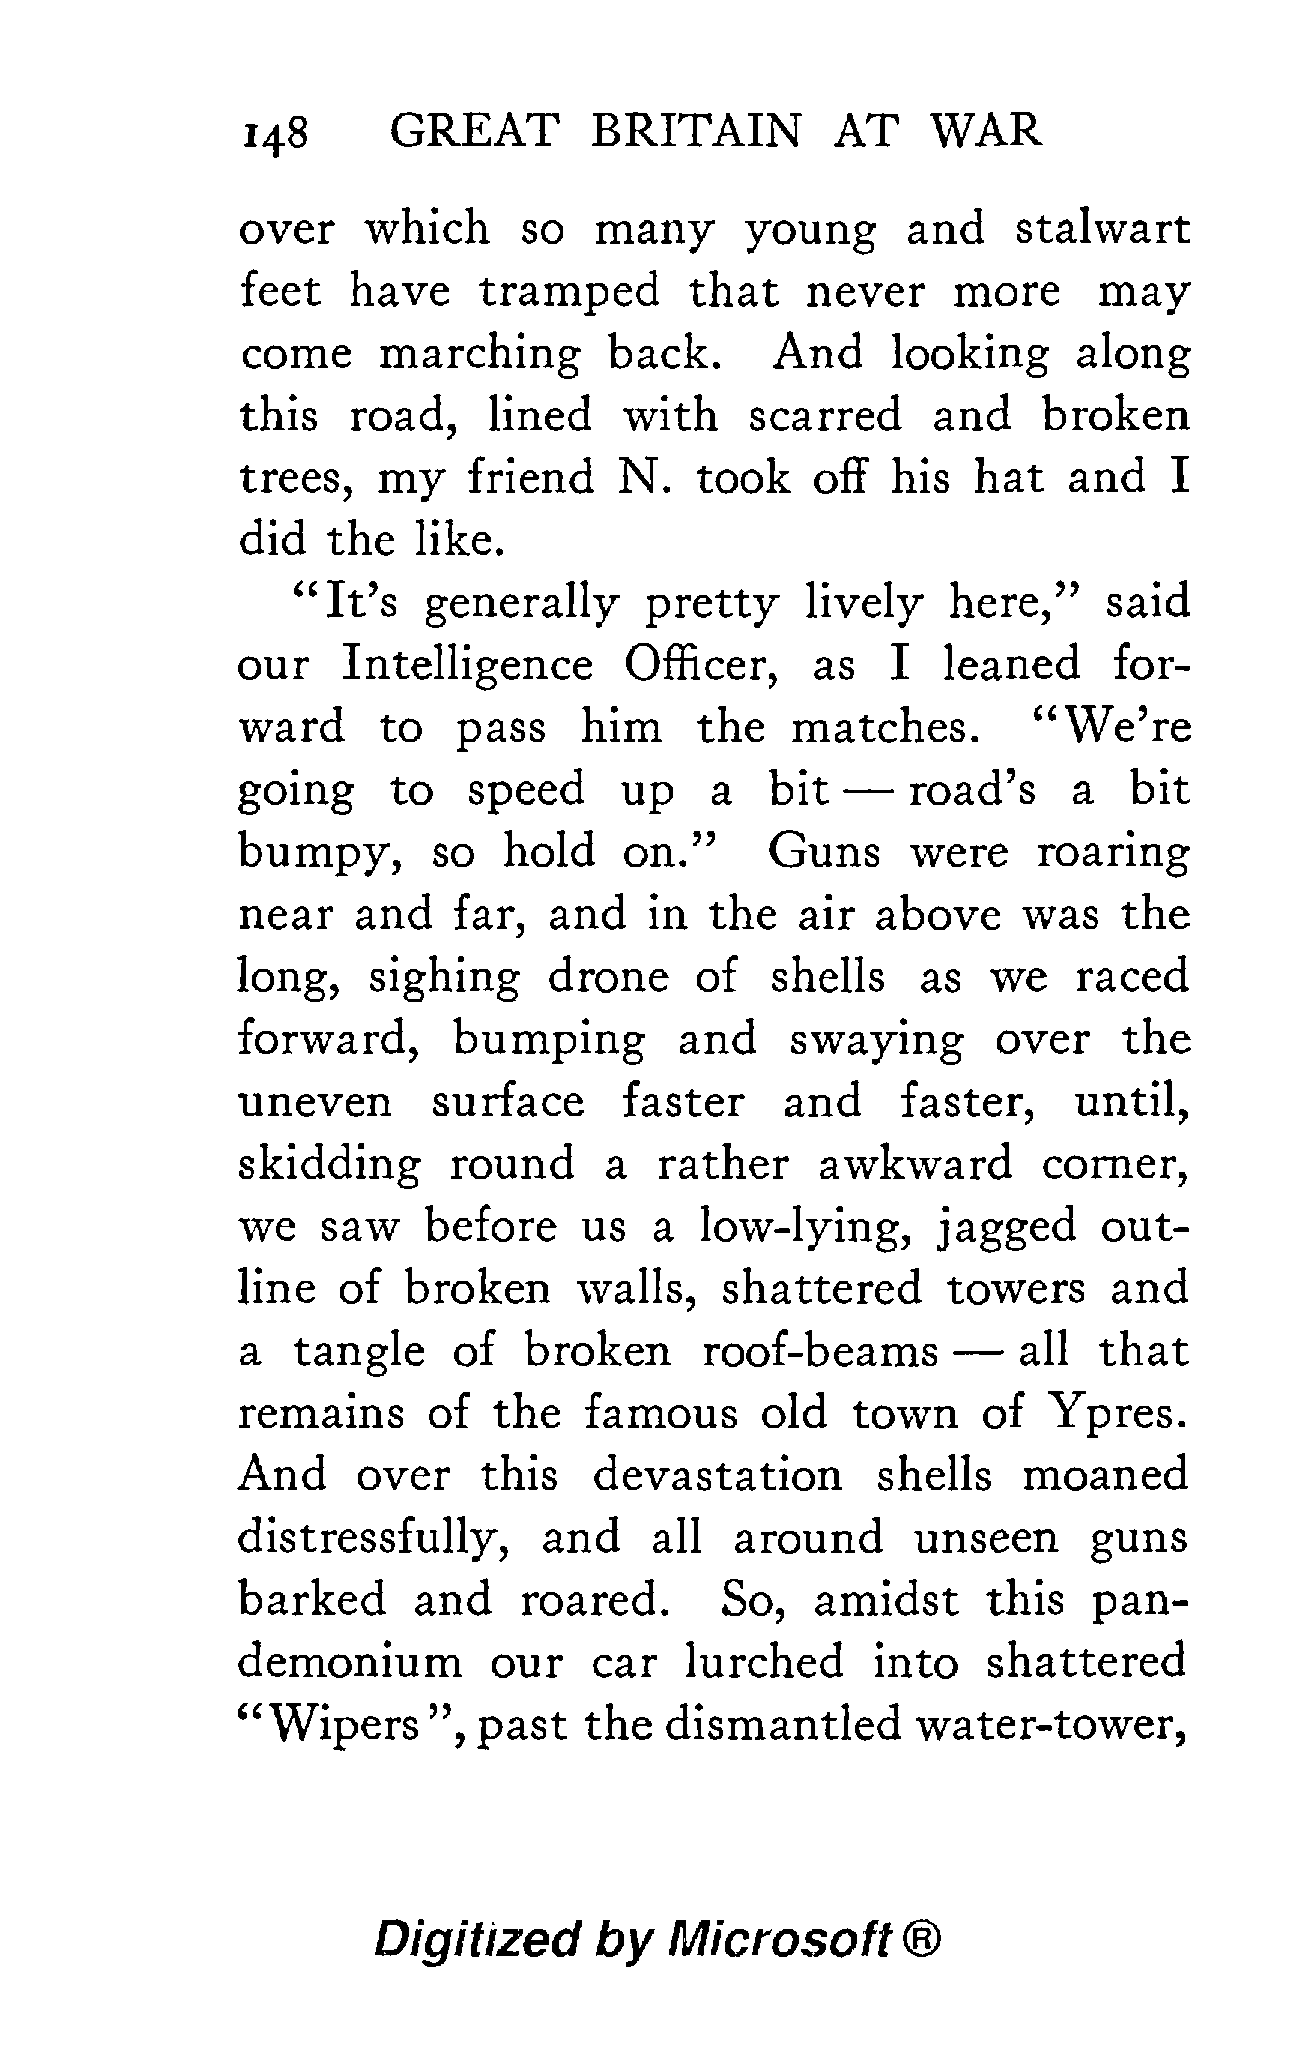 148 GREAT BRITAIN AT WAR
over which so many young and stalwart
feet have tramped that never more may
come marching back. And looking along
this road, lined with scarred and broken
trees, my friend N. took off his hat and I
did the like.
“It’s generally pretty lively here,” said
our Intelligence Officer, as I leaned for-
ward to pass him the matches. “We’re
going to speed up a bit — road’s a bit
bumpy, so hold on.” Guns were roaring
near and far, and in the air above was the
long, sighing drone of shells as we raced
forward, bumping and swaying over the
uneven surface faster and faster, until,
skidding round a rather awkward corner,
we saw before us a low-lying, jagged out-
line of broken walls, shattered towers and
a tangle of broken roof-beams — all that
remains of the famous old town of Ypres.
And over this devastation shells moaned
distressfully, and all around unseen guns
barked and roared. So, amidst this pan-
demonium our car lurched into shattered
“Wipers”, past the dismantled water-tower,
Digitized by Microsoft ®